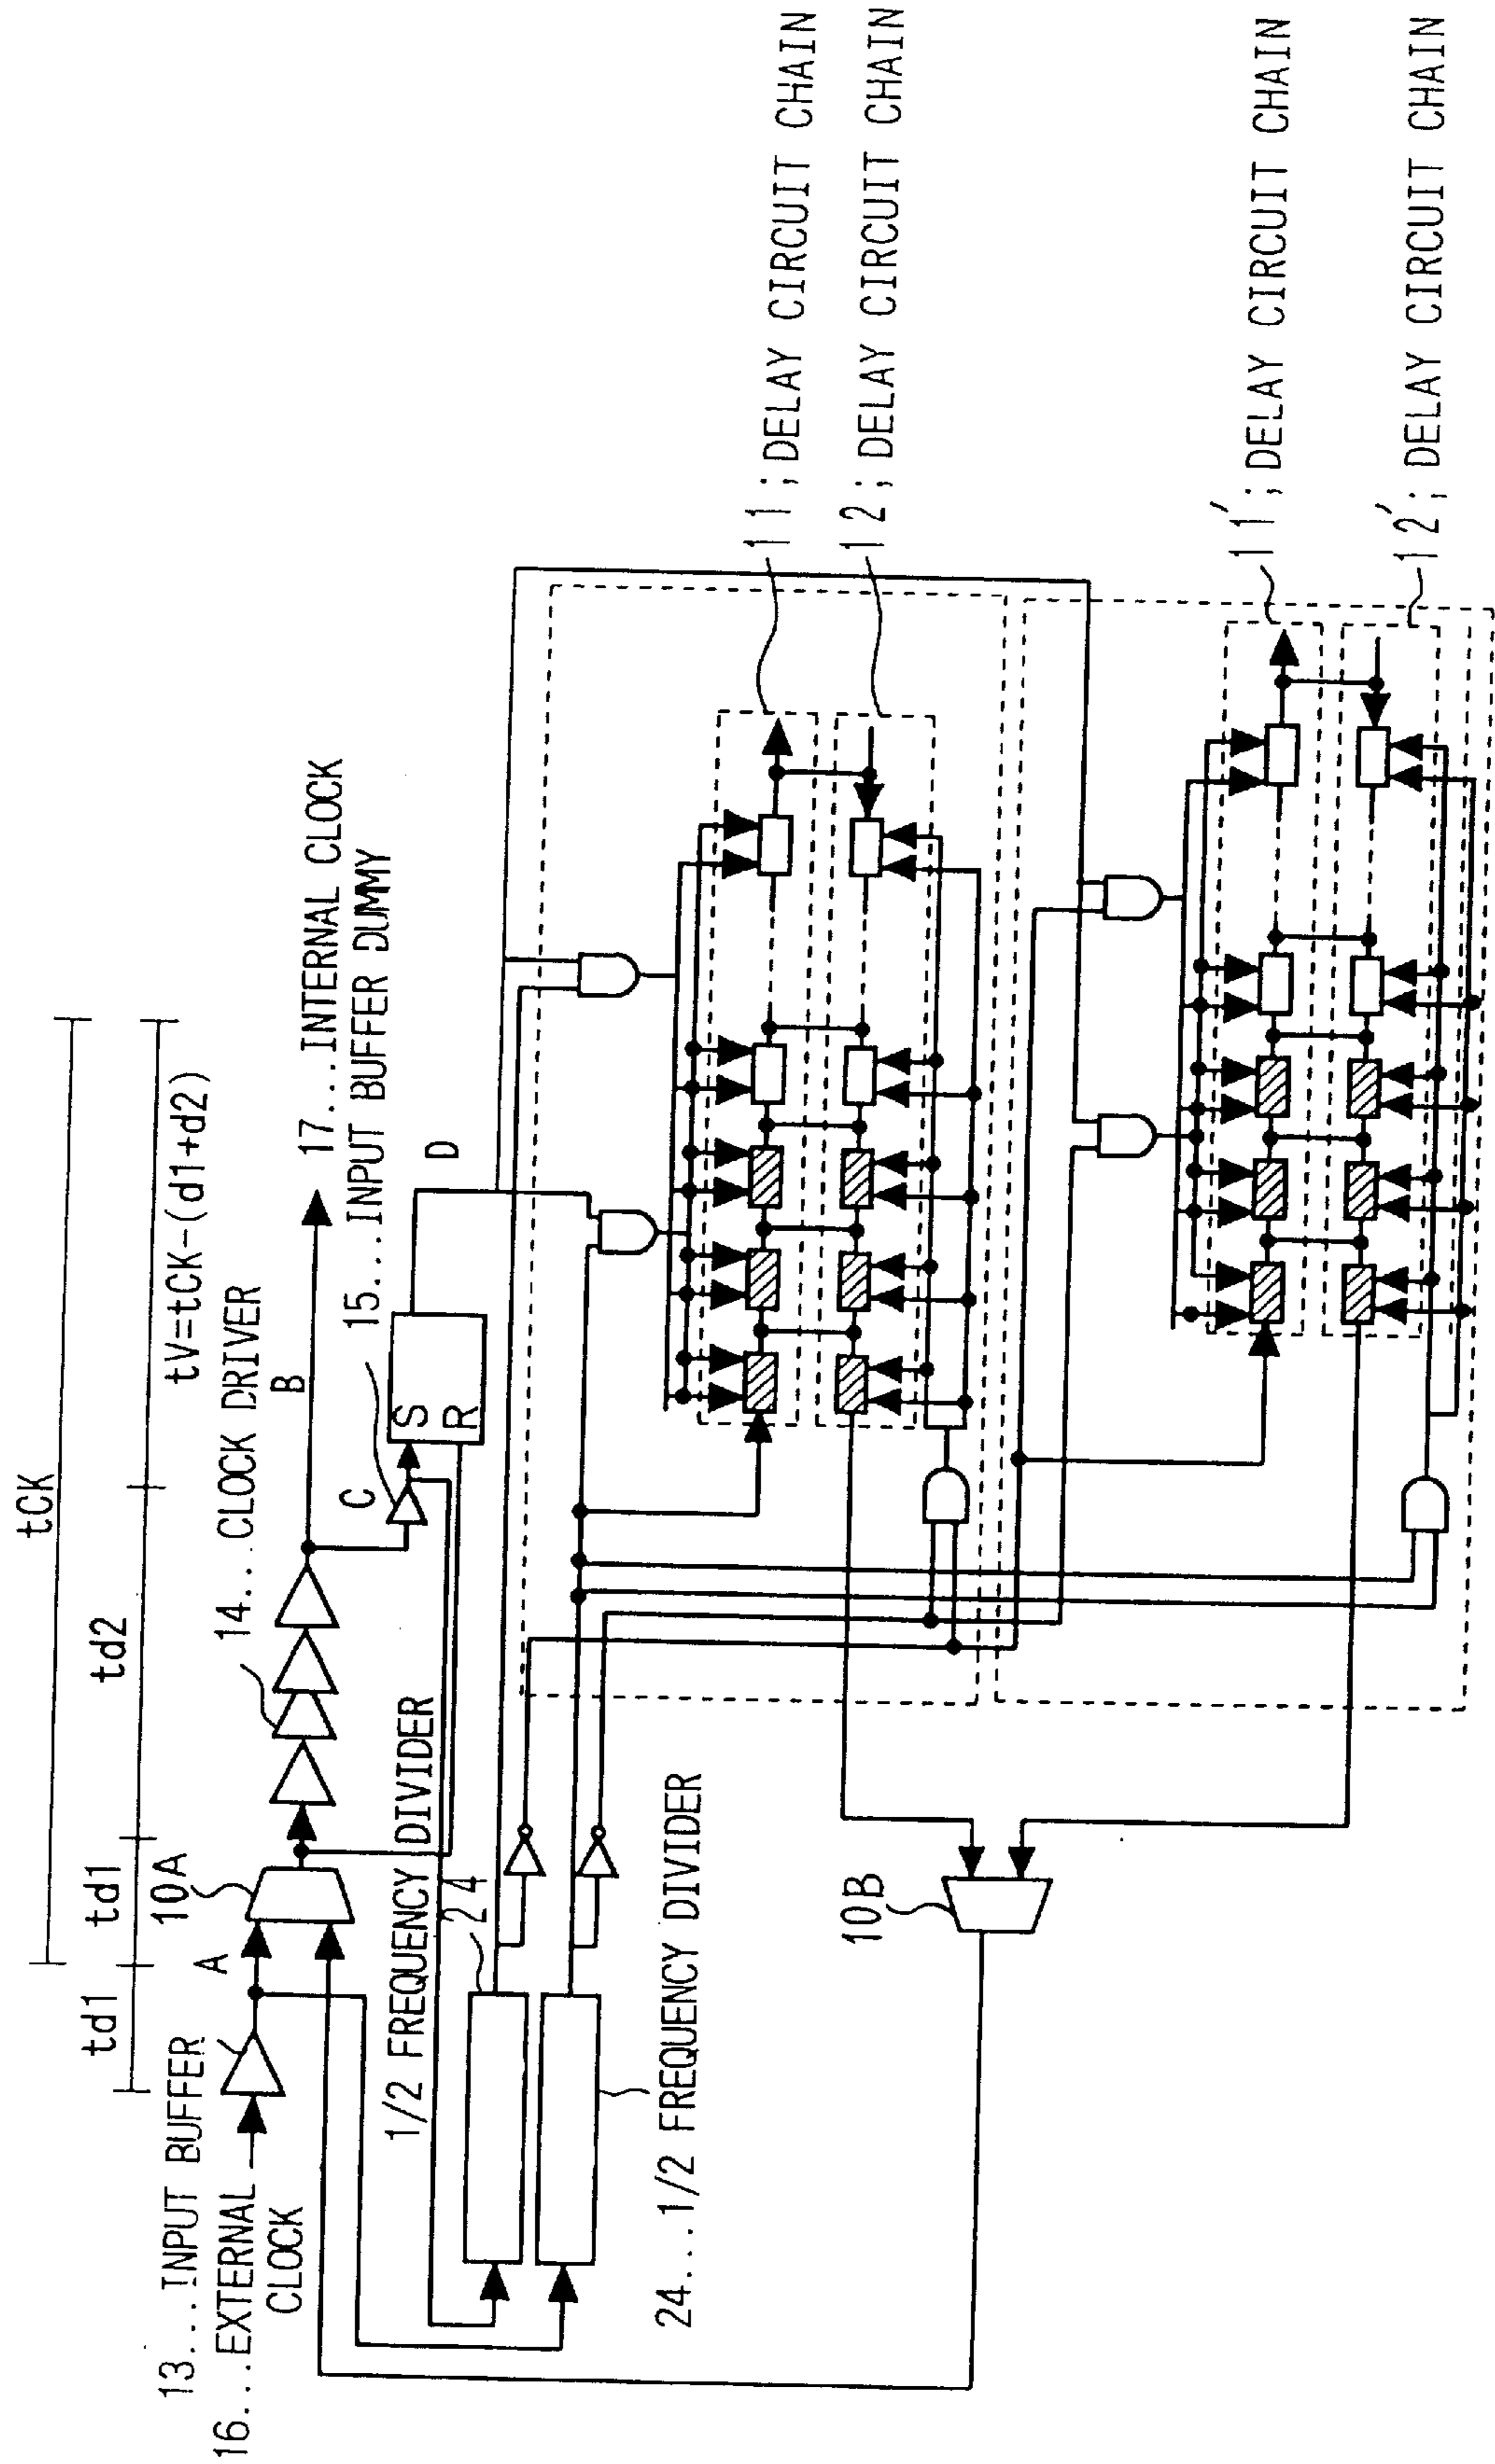 tCK
td1
td1
td2
tV=tCK-(d1+d2)
13...INPUT BUFFER
16...EXTERNAL
CLOCK
A
10A
14...CLOCK DRIVER
B
17...INTERNAL CLOCK
15...INPUT BUFFER DUMMY
C
S
R
D
1/2 FREQUENCY DIVIDER
24
24...1/2 FREQUENCY DIVIDER
10B
11;DELAY CIRCUIT CHAIN
12;DELAY CIRCUIT CHAIN
11′;DELAY CIRCUIT CHAIN
12′;DELAY CIRCUIT CHAIN